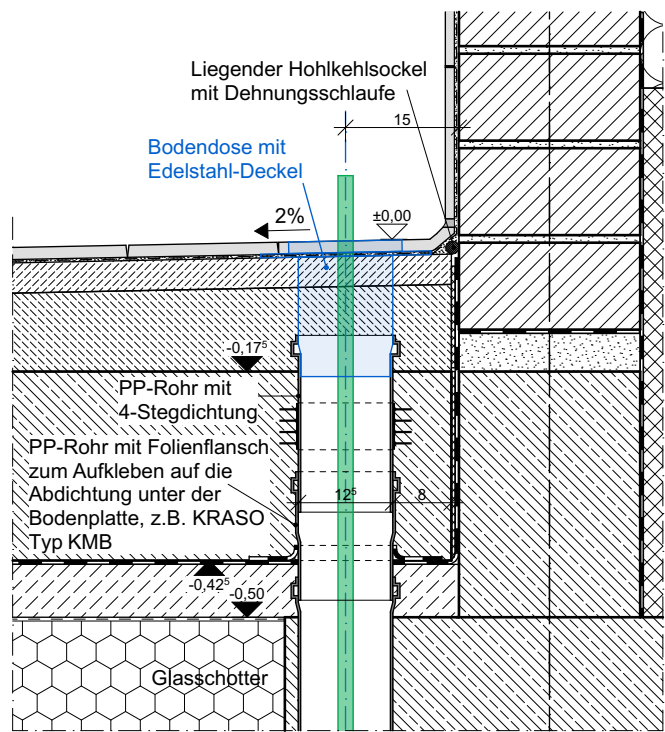 Liegender Hohlkehlsockel
mit Dehnungsschlaufe
15
Bodendose mit
Edelstahl-Deckel
2%
±0,00
-0,17⁵
PP-Rohr mit
4-Stegdichtung
PP-Rohr mit Folienflansch
zum Aufkleben auf die
Abdichtung unter der
Bodenplatte, z.B. KRASO
Typ KMB
12⁵
8
-0,42⁵
-0,50
Glasschotter